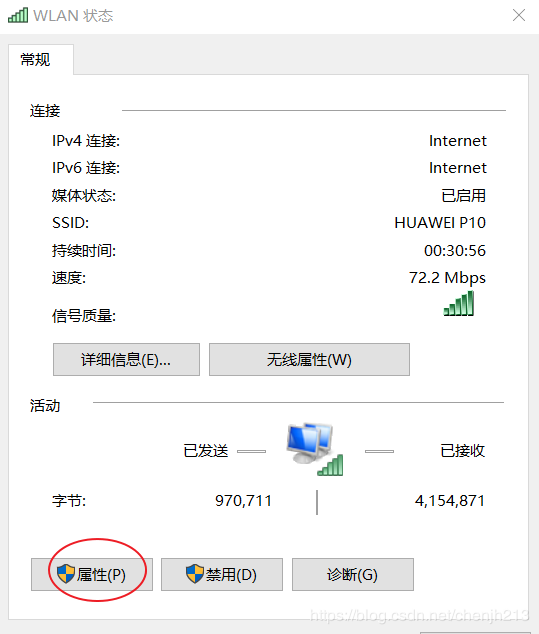 WLAN 状态
常规
连接
IPv4 连接: Internet
IPv6 连接: Internet
媒体状态: 已启用
SSID: HUAWEI P10
持续时间: 00:30:56
速度: 72.2 Mbps
信号质量:
详细信息(E)... 无线属性(W)
活动
已发送 已接收
字节: 970,711 4,154,871
属性(P) 禁用(D) 诊断(G)
https://blog.csdn.net/chenjh213